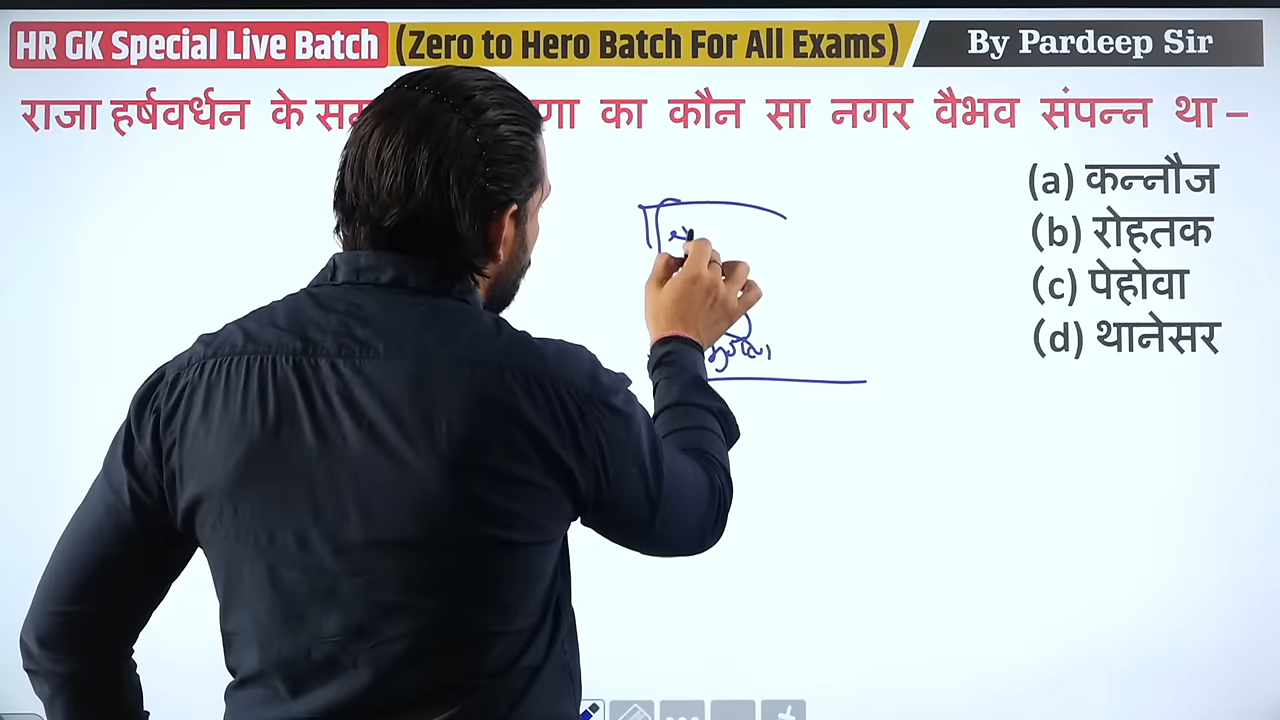 HR GK Special Live Batch (Zero to Hero Batch For All Exams) By Pardeep Sir
राजा हर्षवर्धन के का कौन सा नगर वैभव संपन्न था –
(a) कन्नौज
(b) रोहतक
(c) पेहोवा
(d) थानेसर